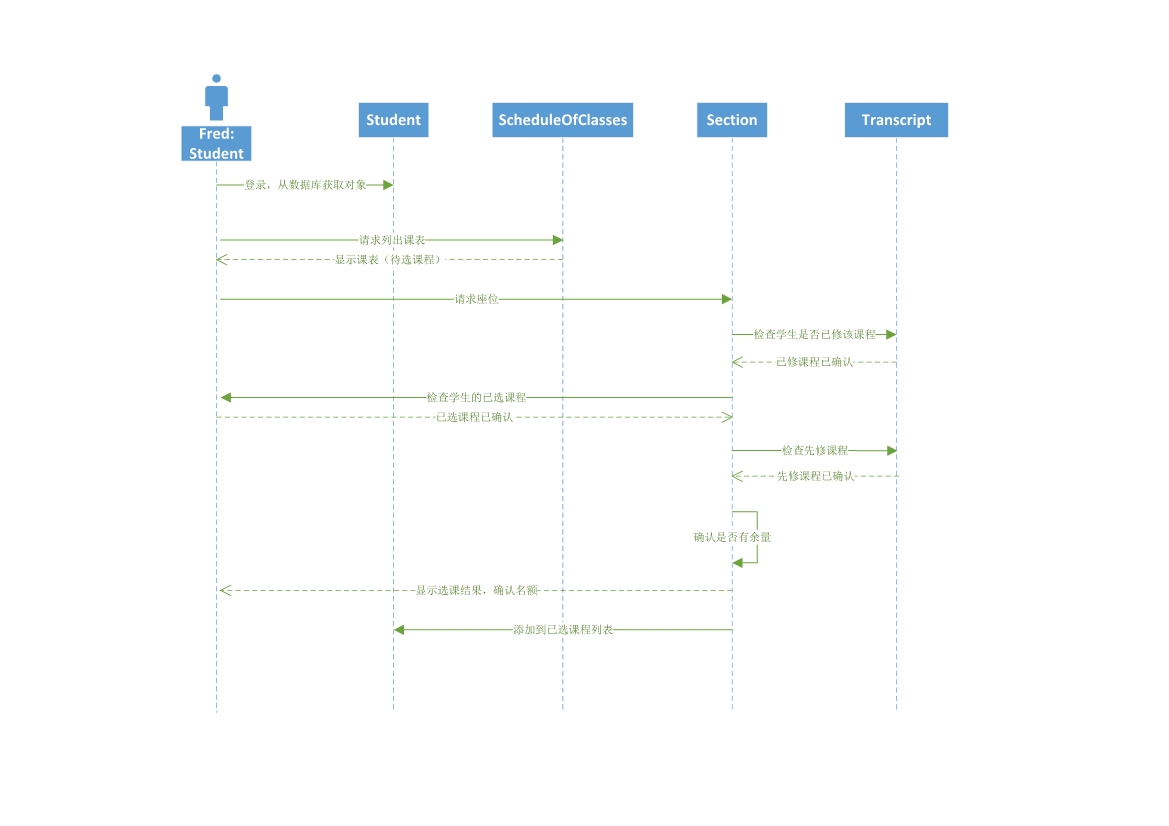 Fred:
Student
Student
ScheduleOfClasses
Section
Transcript
登录，从数据库获取对象
请求列出课表
显示课表（待选课程）
请求座位
检查学生是否已修该课程
已修课程已确认
检查学生的已选课程
已选课程已确认
检查先修课程
先修课程已确认
确认是否有余量
显示选课结果，确认名额
添加到已选课程列表